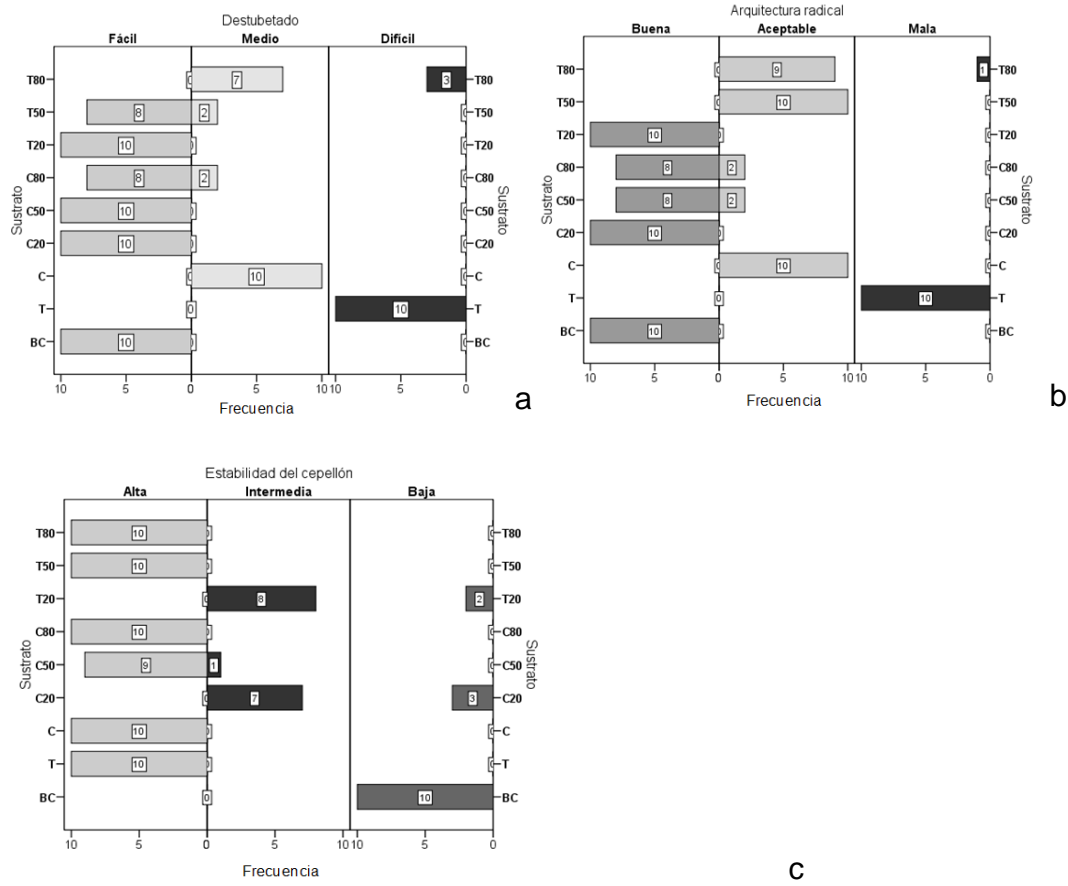 Destubetado
Fácil Medio Difícil
T80 0 7 3 T80
T50 8 2 0 T50
T20 10 0 0 T20
C80 8 2 0 C80
C50 10 0 0 C50
C20 10 0 0 C20
C 0 10 0 C
T 0 10 T
BC 10 0 0 BC
Sustrato
Sustrato
10 5 0 5 10 10 5 0
Frecuencia
a
Arquitectura radical
Buena Aceptable Mala
T80 0 9 1 T80
T50 0 10 0 T50
T20 10 0 0 T20
C80 8 2 0 C80
C50 8 2 0 C50
C20 10 0 0 C20
C 0 10 0 C
T 0 10 T
BC 10 0 0 BC
Sustrato
Sustrato
10 5 0 5 10 10 5 0
Frecuencia
b
Estabilidad del cepellón
Alta Intermedia Baja
T80 10 0 0 T80
T50 10 0 0 T50
T20 0 8 2 T20
C80 10 0 0 C80
C50 9 1 0 C50
C20 0 7 3 C20
C 10 0 0 C
T 10 0 0 T
BC 0 10 BC
Sustrato
Sustrato
10 5 0 5 10 10 5 0
Frecuencia
c